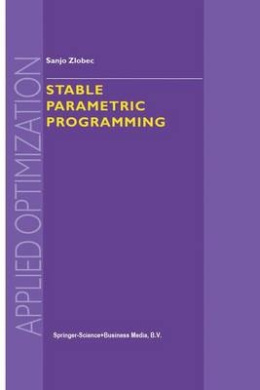 APPLIED OPTIMIZATION
Sanjo Zlobec
STABLE
PARAMETRIC
PROGRAMMING
Springer-Science+Business Media, B.V.